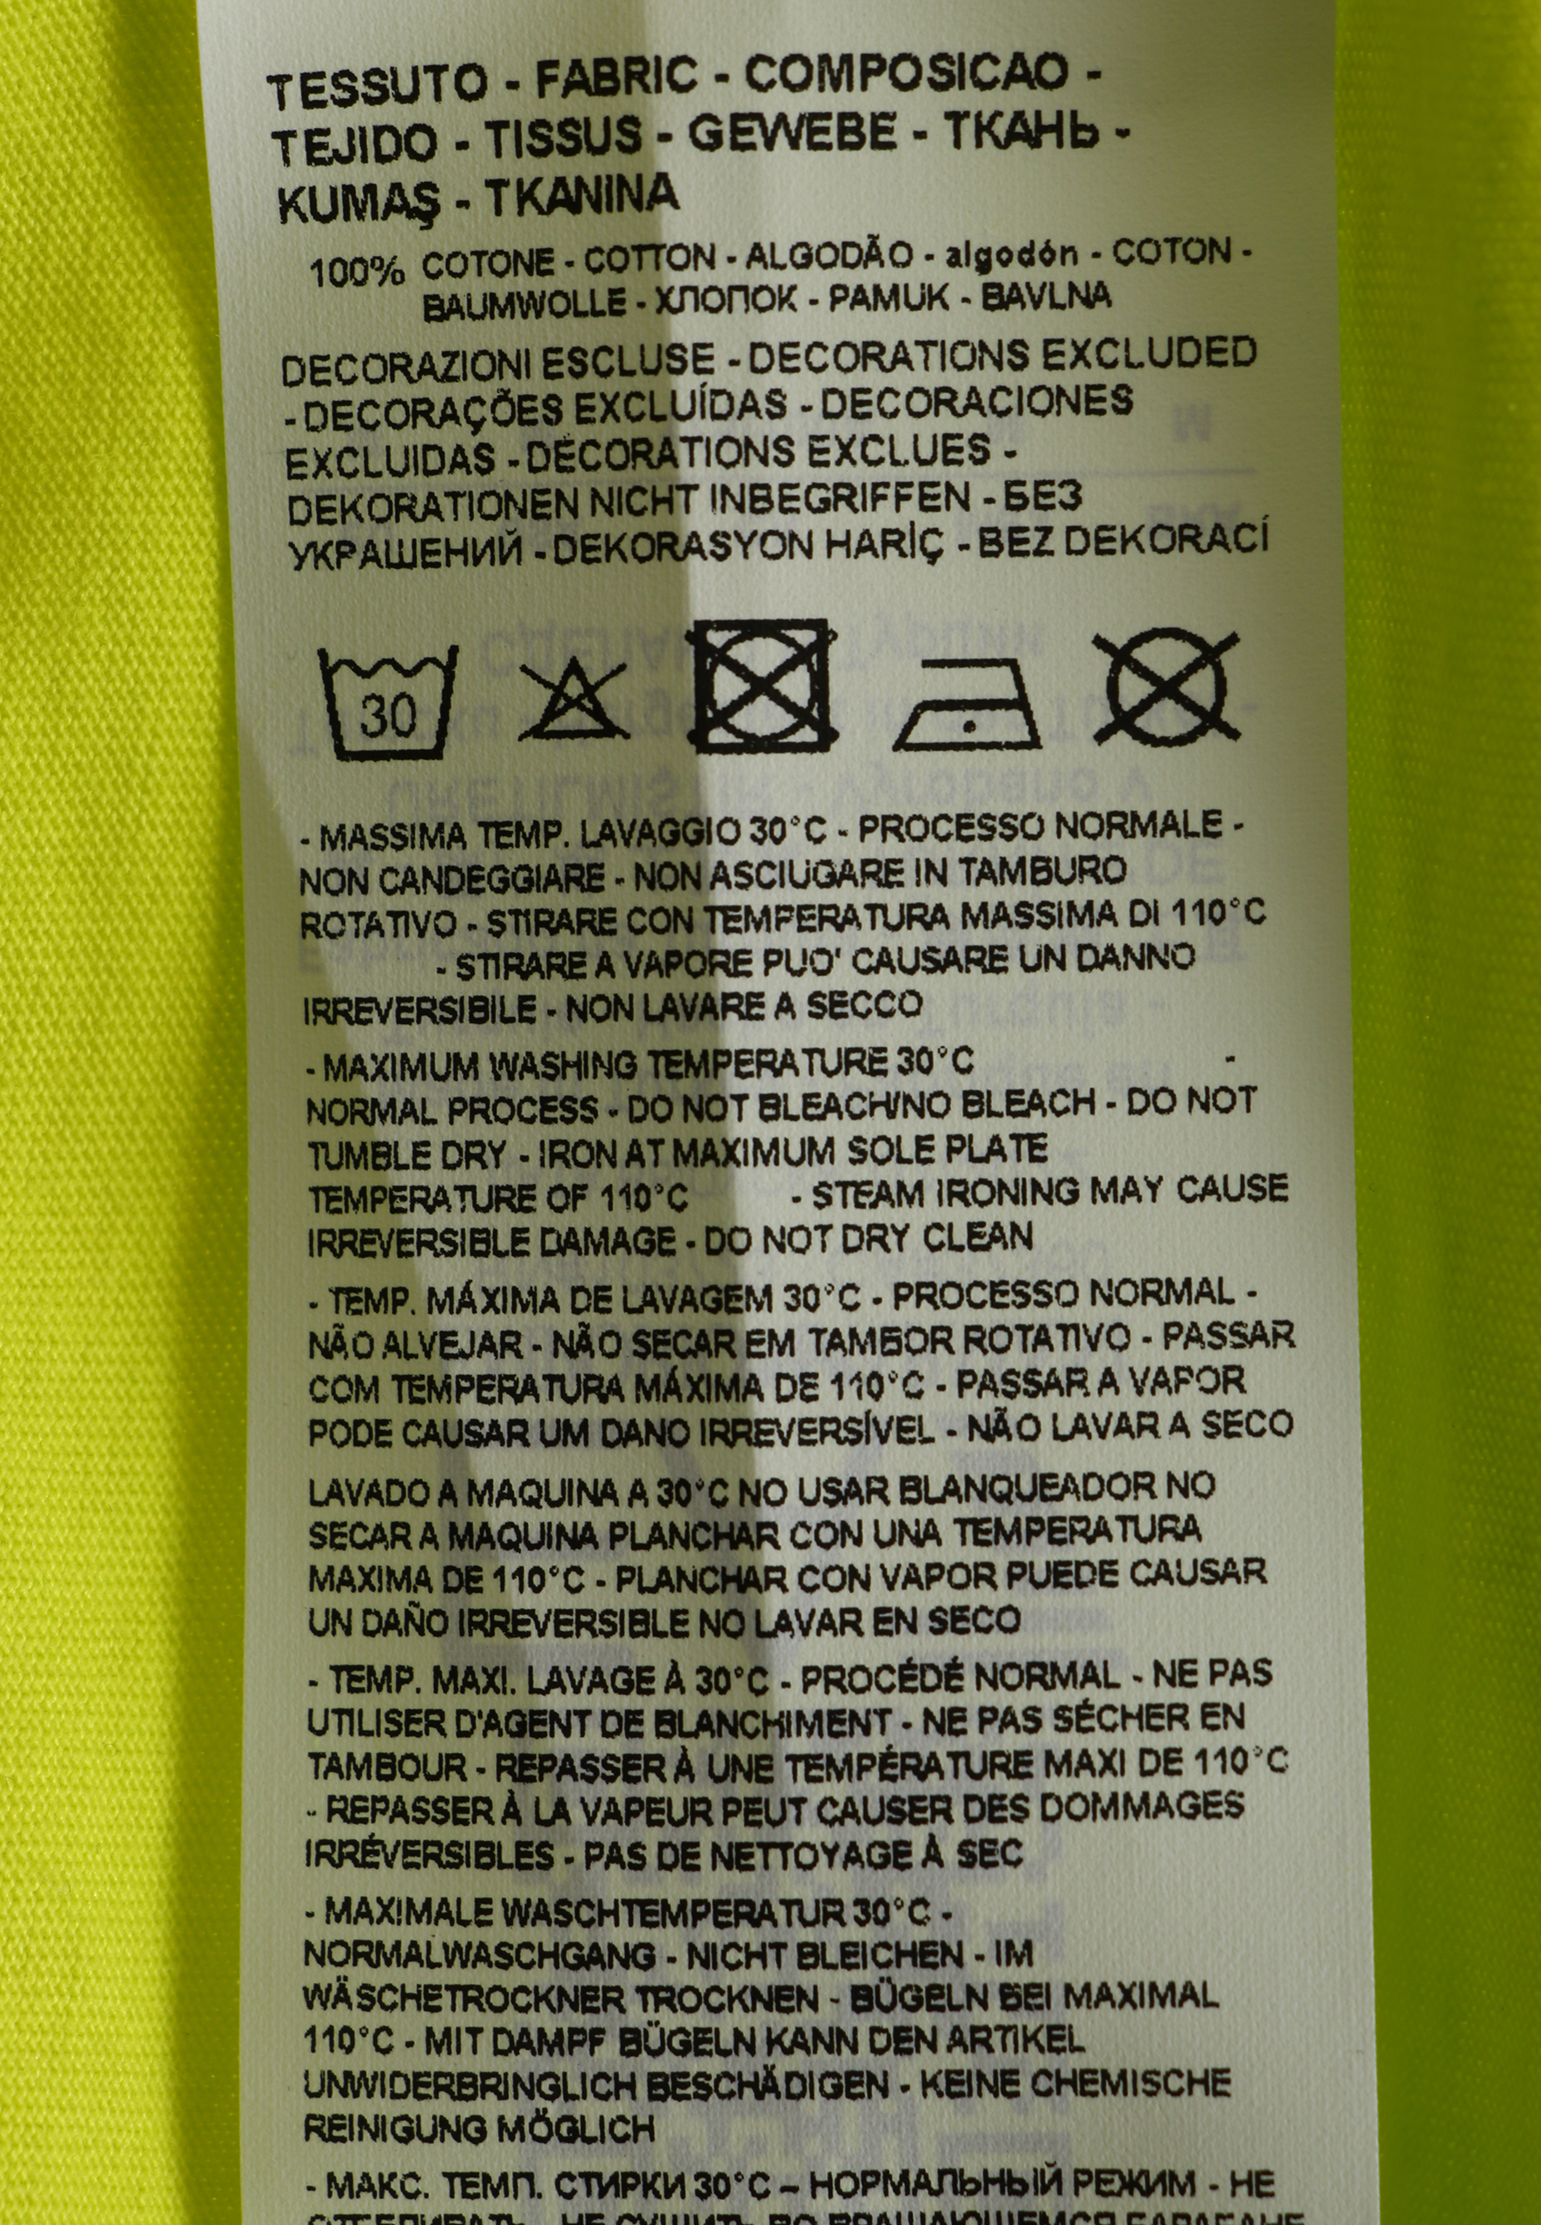 TESSUTO - FABRIC - COMPOSICAO -
TEJIDO - TISSUS - GEWEBE - ТКАНЬ -
KUMAŞ - TKANINA
100% COTONE - COTTON - ALGODÃO - algodón - COTON -
BAUMWOLLE - ХЛОПОК - PAMUK - BAVLNA
DECORAZIONI ESCLUSE - DECORATIONS EXCLUDED
- DECORAÇÕES EXCLUÍDAS - DECORACIONES
EXCLUIDAS - DÉCORATIONS EXCLUES -
DEKORATIONEN NICHT INBEGRIFFEN - БЕЗ
УКРАШЕНИЙ - DEKORASYON HARİÇ - BEZ DEKORACÍ
30
- MASSIMA TEMP. LAVAGGIO 30°C - PROCESSO NORMALE -
NON CANDEGGIARE - NON ASCIUGARE IN TAMBURO
ROTATIVO - STIRARE CON TEMPERATURA MASSIMA DI 110°C
- STIRARE A VAPORE PUO' CAUSARE UN DANNO
IRREVERSIBILE - NON LAVARE A SECCO
- MAXIMUM WASHING TEMPERATURE 30°C -
NORMAL PROCESS - DO NOT BLEACH/NO BLEACH - DO NOT
TUMBLE DRY - IRON AT MAXIMUM SOLE PLATE
TEMPERATURE OF 110°C - STEAM IRONING MAY CAUSE
IRREVERSIBLE DAMAGE - DO NOT DRY CLEAN
- TEMP. MÁXIMA DE LAVAGEM 30°C - PROCESSO NORMAL -
NÃO ALVEJAR - NÃO SECAR EM TAMBOR ROTATIVO - PASSAR
COM TEMPERATURA MÁXIMA DE 110°C - PASSAR A VAPOR
PODE CAUSAR UM DANO IRREVERSÍVEL - NÃO LAVAR A SECO
LAVADO A MAQUINA A 30°C NO USAR BLANQUEADOR NO
SECAR A MAQUINA PLANCHAR CON UNA TEMPERATURA
MAXIMA DE 110°C - PLANCHAR CON VAPOR PUEDE CAUSAR
UN DAÑO IRREVERSIBLE NO LAVAR EN SECO
- TEMP. MAXI. LAVAGE À 30°C - PROCÉDÉ NORMAL - NE PAS
UTILISER D'AGENT DE BLANCHIMENT - NE PAS SÉCHER EN
TAMBOUR - REPASSER À UNE TEMPÉRATURE MAXI DE 110°C
- REPASSER À LA VAPEUR PEUT CAUSER DES DOMMAGES
IRRÉVERSIBLES - PAS DE NETTOYAGE À SEC
- MAXIMALE WASCHTEMPERATUR 30°C -
NORMALWASCHGANG - NICHT BLEICHEN - IM
WÄSCHETROCKNER TROCKNEN - BÜGELN BEI MAXIMAL
110°C - MIT DAMPF BÜGELN KANN DEN ARTIKEL
UNWIDERBRINGLICH BESCHÄDIGEN - KEINE CHEMISCHE
REINIGUNG MÖGLICH
- МАКС. ТЕМП. СТИРКИ 30°C – НОРМАЛЬНЫЙ РЕЖИМ - НЕ
ОТБЕЛИВАТЬ - НЕ СУШИТЬ ВО ВРАЩАЮЩЕМСЯ БАРАБАНЕ